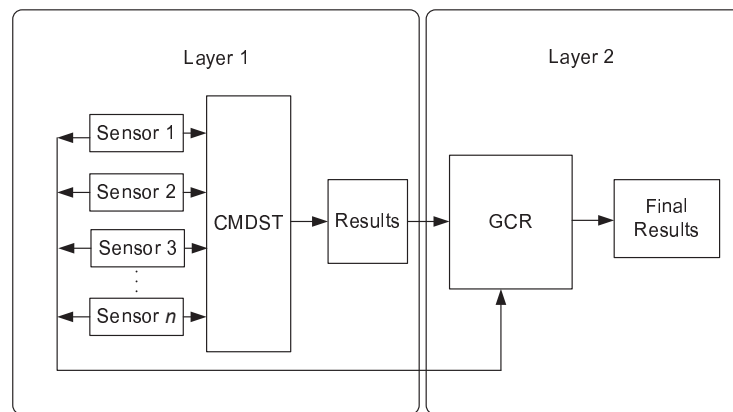 Layer 1
Layer 2
Sensor 1
Sensor 2
Sensor 3
Sensor n
CMDST
Results
GCR
Final
Results